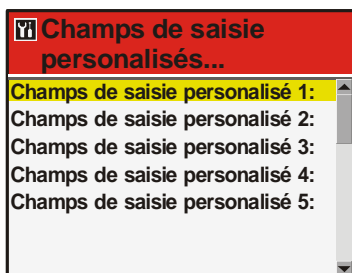 Champs de saisie
personalisés...
Champs de saisie personalisé 1:
Champs de saisie personalisé 2:
Champs de saisie personalisé 3:
Champs de saisie personalisé 4:
Champs de saisie personalisé 5: